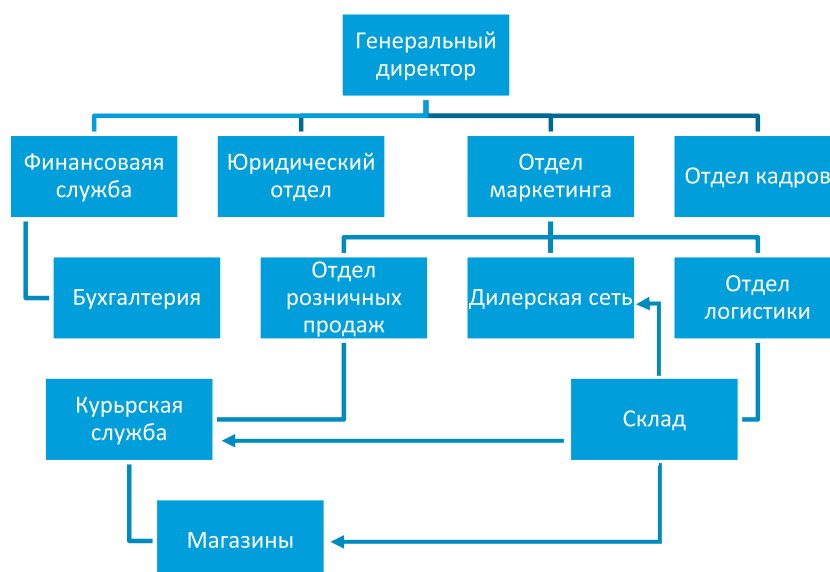 Генеральный
директор
Финансоваяя
служба
Юридический
отдел
Отдел
маркетинга
Отдел кадров
Бухгалтерия
Отдел
розничных
продаж
Дилерская сеть
Отдел
логистики
Курьрская
служба
Склад
Магазины